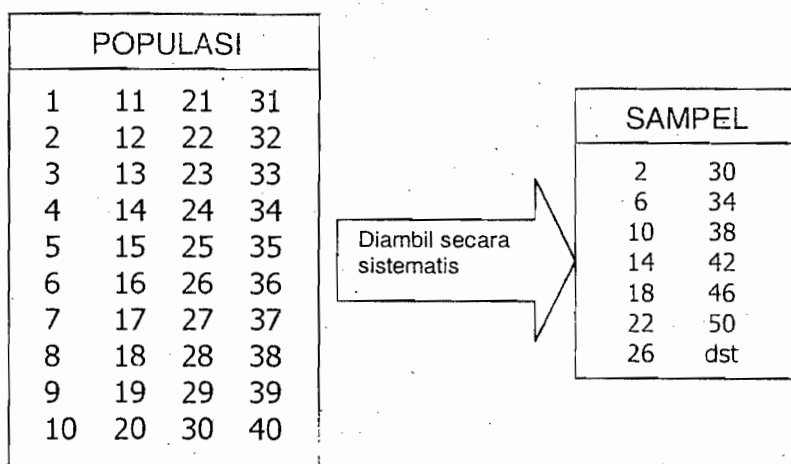 POPULASI
1 11 21 31
2 12 22 32
3 13 23 33
4 14 24 34
5 15 25 35
6 16 26 36
7 17 27 37
8 18 28 38
9 19 29 39
10 20 30 40
Diambil secara
sistematis
SAMPEL
2 30
6 34
10 38
14 42
18 46
22 50
26 dst